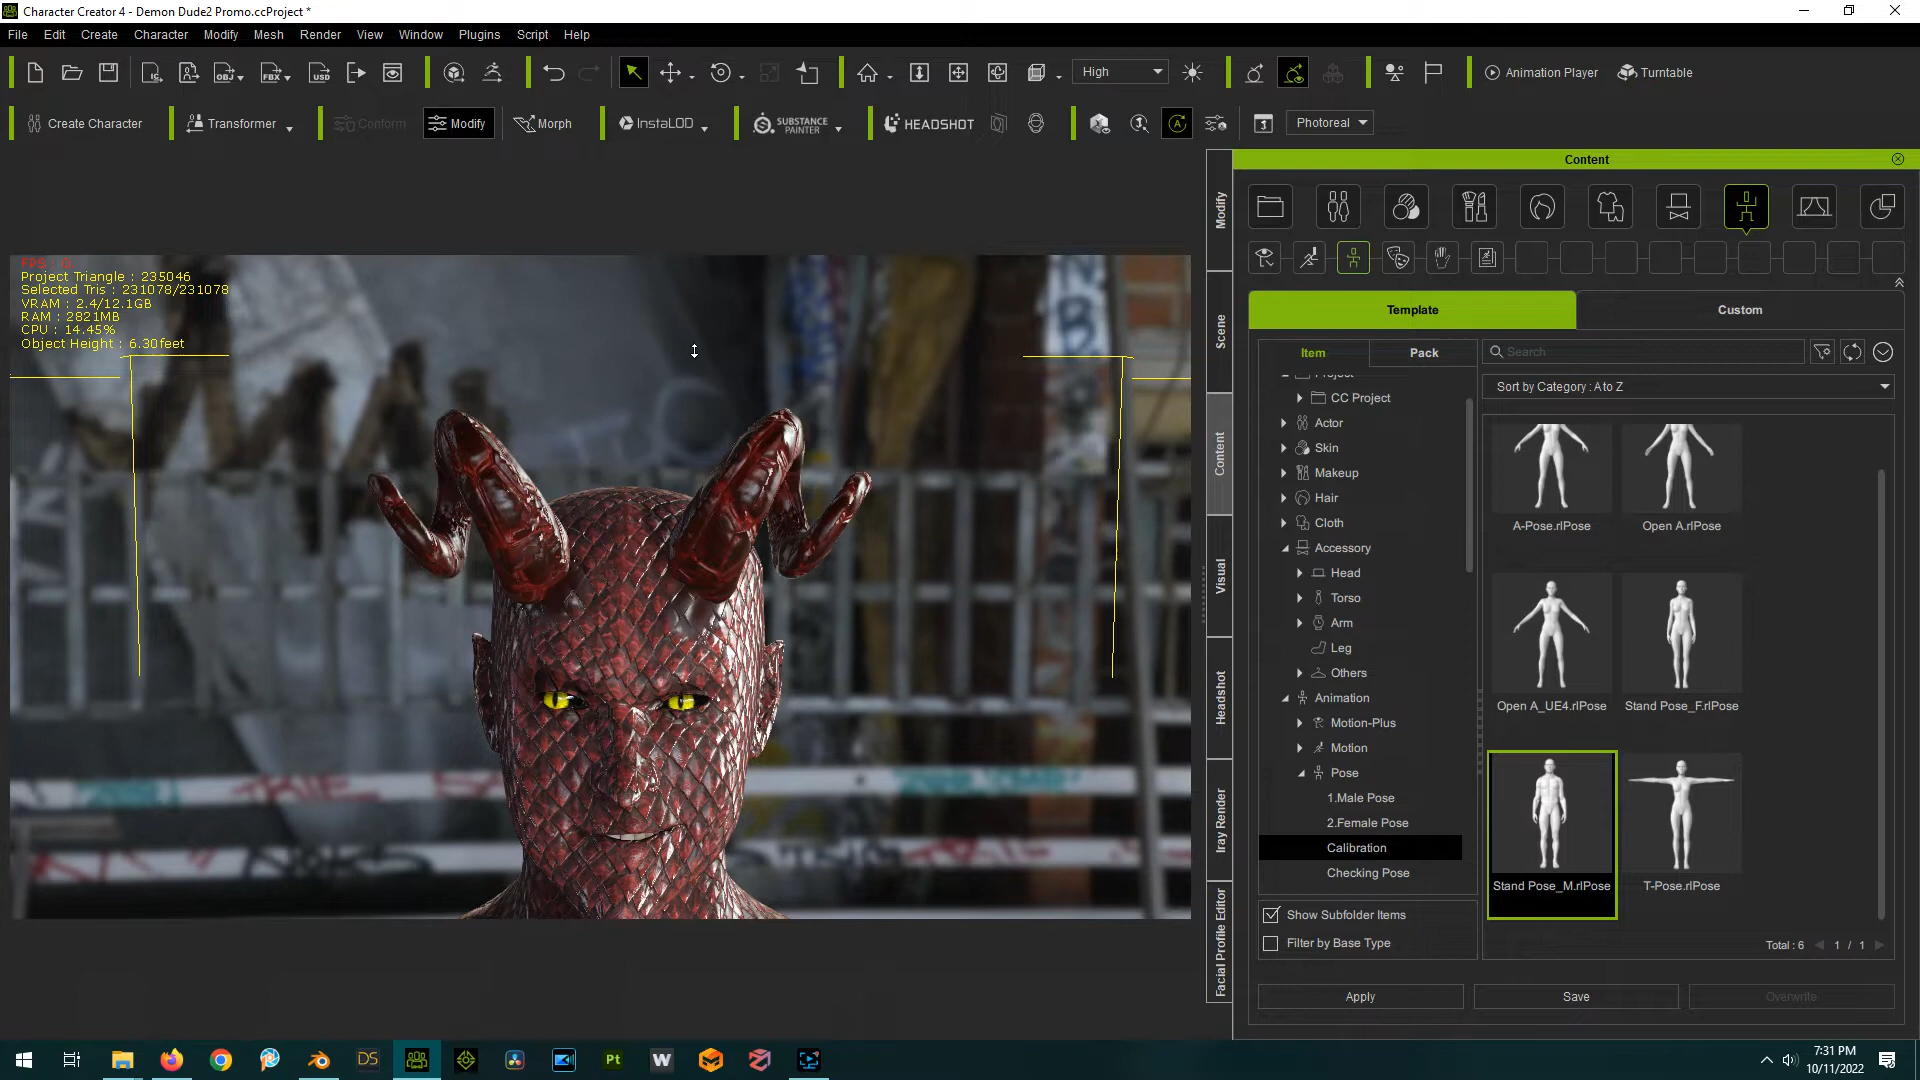 Character Creator 4 - Demon Dude2 Promo.ccProject *
File Edit Create Character Modify Mesh Render View Window Plugins Script Help
OBJ FBX USD High Animation Player Turntable
Create Character Transformer Conform Modify Morph InstaLOD SUBSTANCE PAINTER HEADSHOT Photoreal
Content
FPS : 0
Project Triangle : 235046
Selected Tris : 231078/231078
VRAM : 2.4/12.1GB
RAM : 2821MB
CPU : 14.45%
Object Height : 6.30feet
Modify
Scene
Content
Visual
Headshot
Iray Render
Facial Profile Editor
Template Custom
Item Pack Search
Sort by Category : A to Z
Project
CC Project
Actor
Skin
Makeup
Hair
Cloth
Accessory
Head
Torso
Arm
Leg
Others
Animation
Motion-Plus
Motion
Pose
1.Male Pose
2.Female Pose
Calibration
Checking Pose
Show Subfolder Items
Filter by Base Type
A-Pose.rlPose Open A.rlPose
Open A_UE4.rlPose Stand Pose_F.rlPose
Stand Pose_M.rlPose T-Pose.rlPose
Total : 6 1 / 1
Apply Save Overwrite
DS Pt W
7:31 PM
10/11/2022